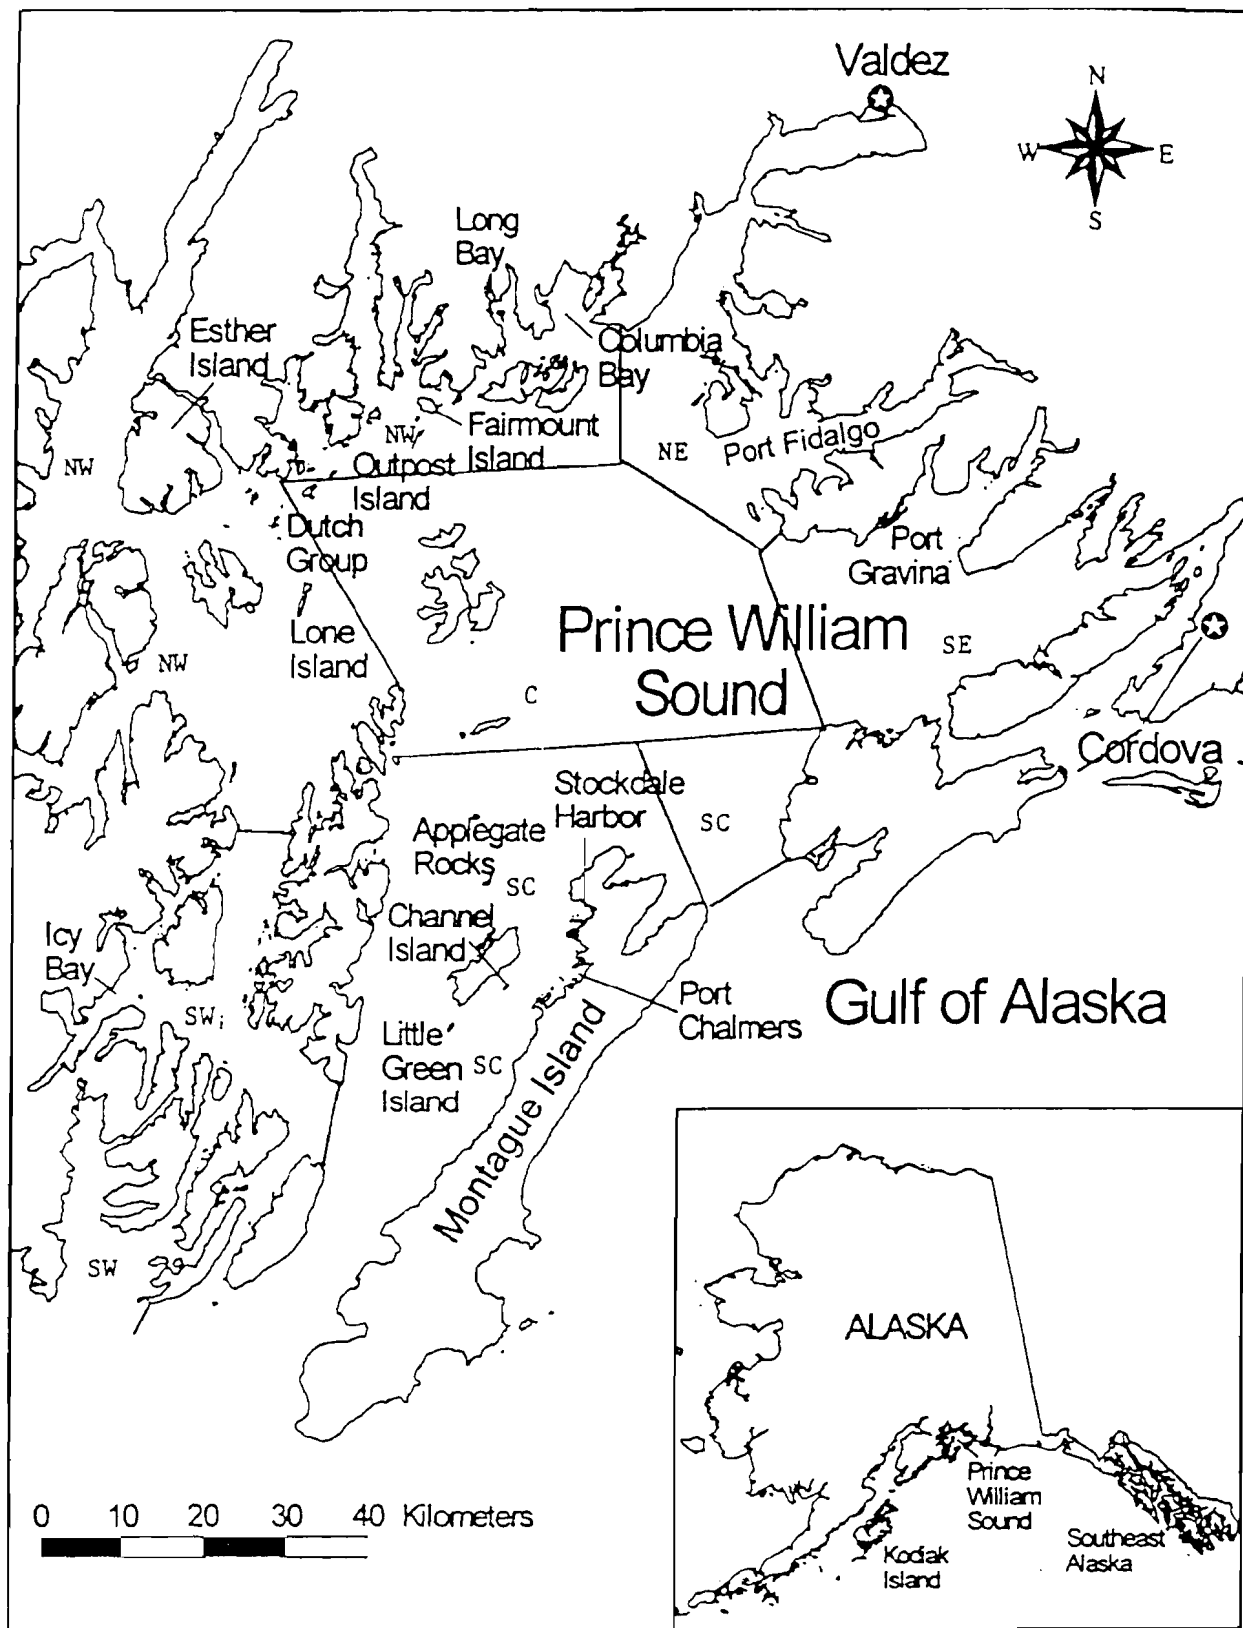 Valdez
N
W
E
S
Long
Bay
Esther
Island
Columbia
Bay
NW
Fairmount
Island
NW
Outpost
Island
NE
Port Fidalgo
Dutch
Group
Port
Gravina
Lone
Island
Prince William
Sound
SE
NW
C
Cordova
Stockdale
Harbor
Applegate
Rocks
SC
SC
Channel
Island
Icy
Bay
SW
Port
Chalmers
Gulf of Alaska
Little
Green
Island
SC
Montague Island
SW
ALASKA
Prince
William
Sound
Southeast
Alaska
Kodiak
Island
0 10 20 30 40 Kilometers